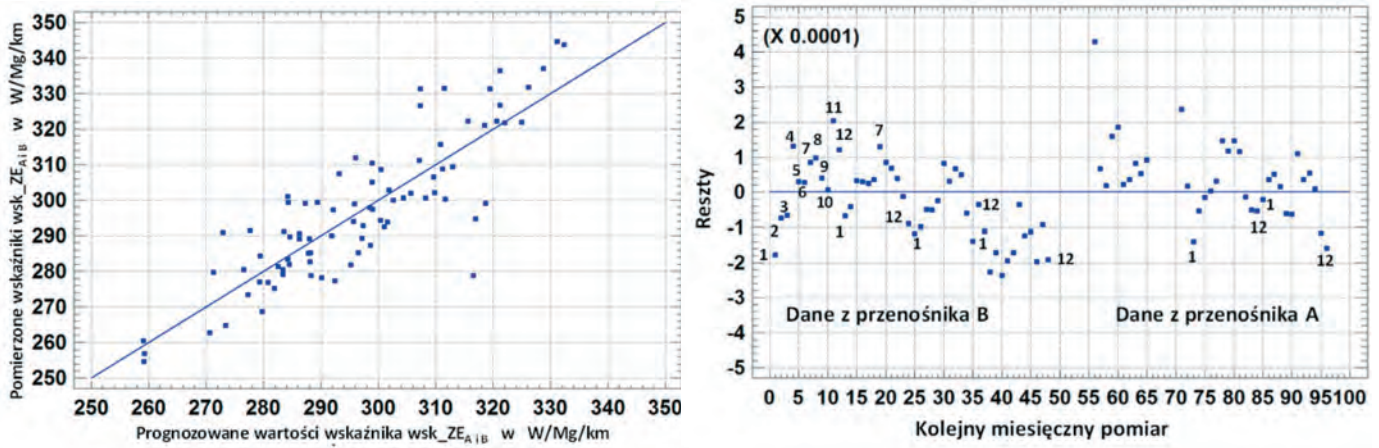 Pomierzone wskaźniki wsk_ZE AiB w W/Mg/km
350
340
330
320
310
300
290
280
270
260
250
250 260 270 280 290 300 310 320 330 340 350
Prognozowane wartości wskaźnika wsk_ZE AiB w W/Mg/km
Reszty
(X 0.0001)
5
4
3
2
1
0
-1
-2
-3
-4
-5
11
4 7 8 12 7
5 9
6 10
3
2 1 12 12 1 12
1 1 1 12 1 12
Dane z przenośnika B Dane z przenośnika A
0 5 10 15 20 25 30 35 40 45 50 55 60 65 70 75 80 85 90 95 100
Kolejny miesięczny pomiar